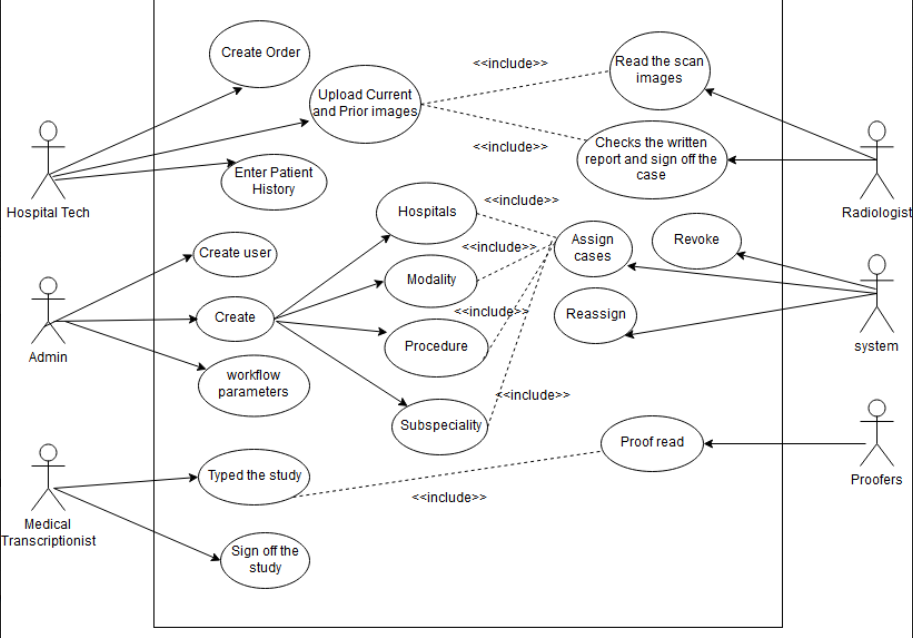 Create Order
<<include>>
Read the scan
images
Upload Current
and Prior images
<<include>>
Checks the written
report and sign off the
case
Hospital Tech
Enter Patient
History
Radiologist
Hospitals
<<include>>
Create user
<<include>>
Assign
cases
Revoke
Modality
Admin
Create
<<include>>
Procedure
Reassign
system
workflow
parameters
<<include>>
Subspeciality
Proof read
Proofers
Typed the study
<<include>>
Medical
Transcriptionist
Sign off the
study